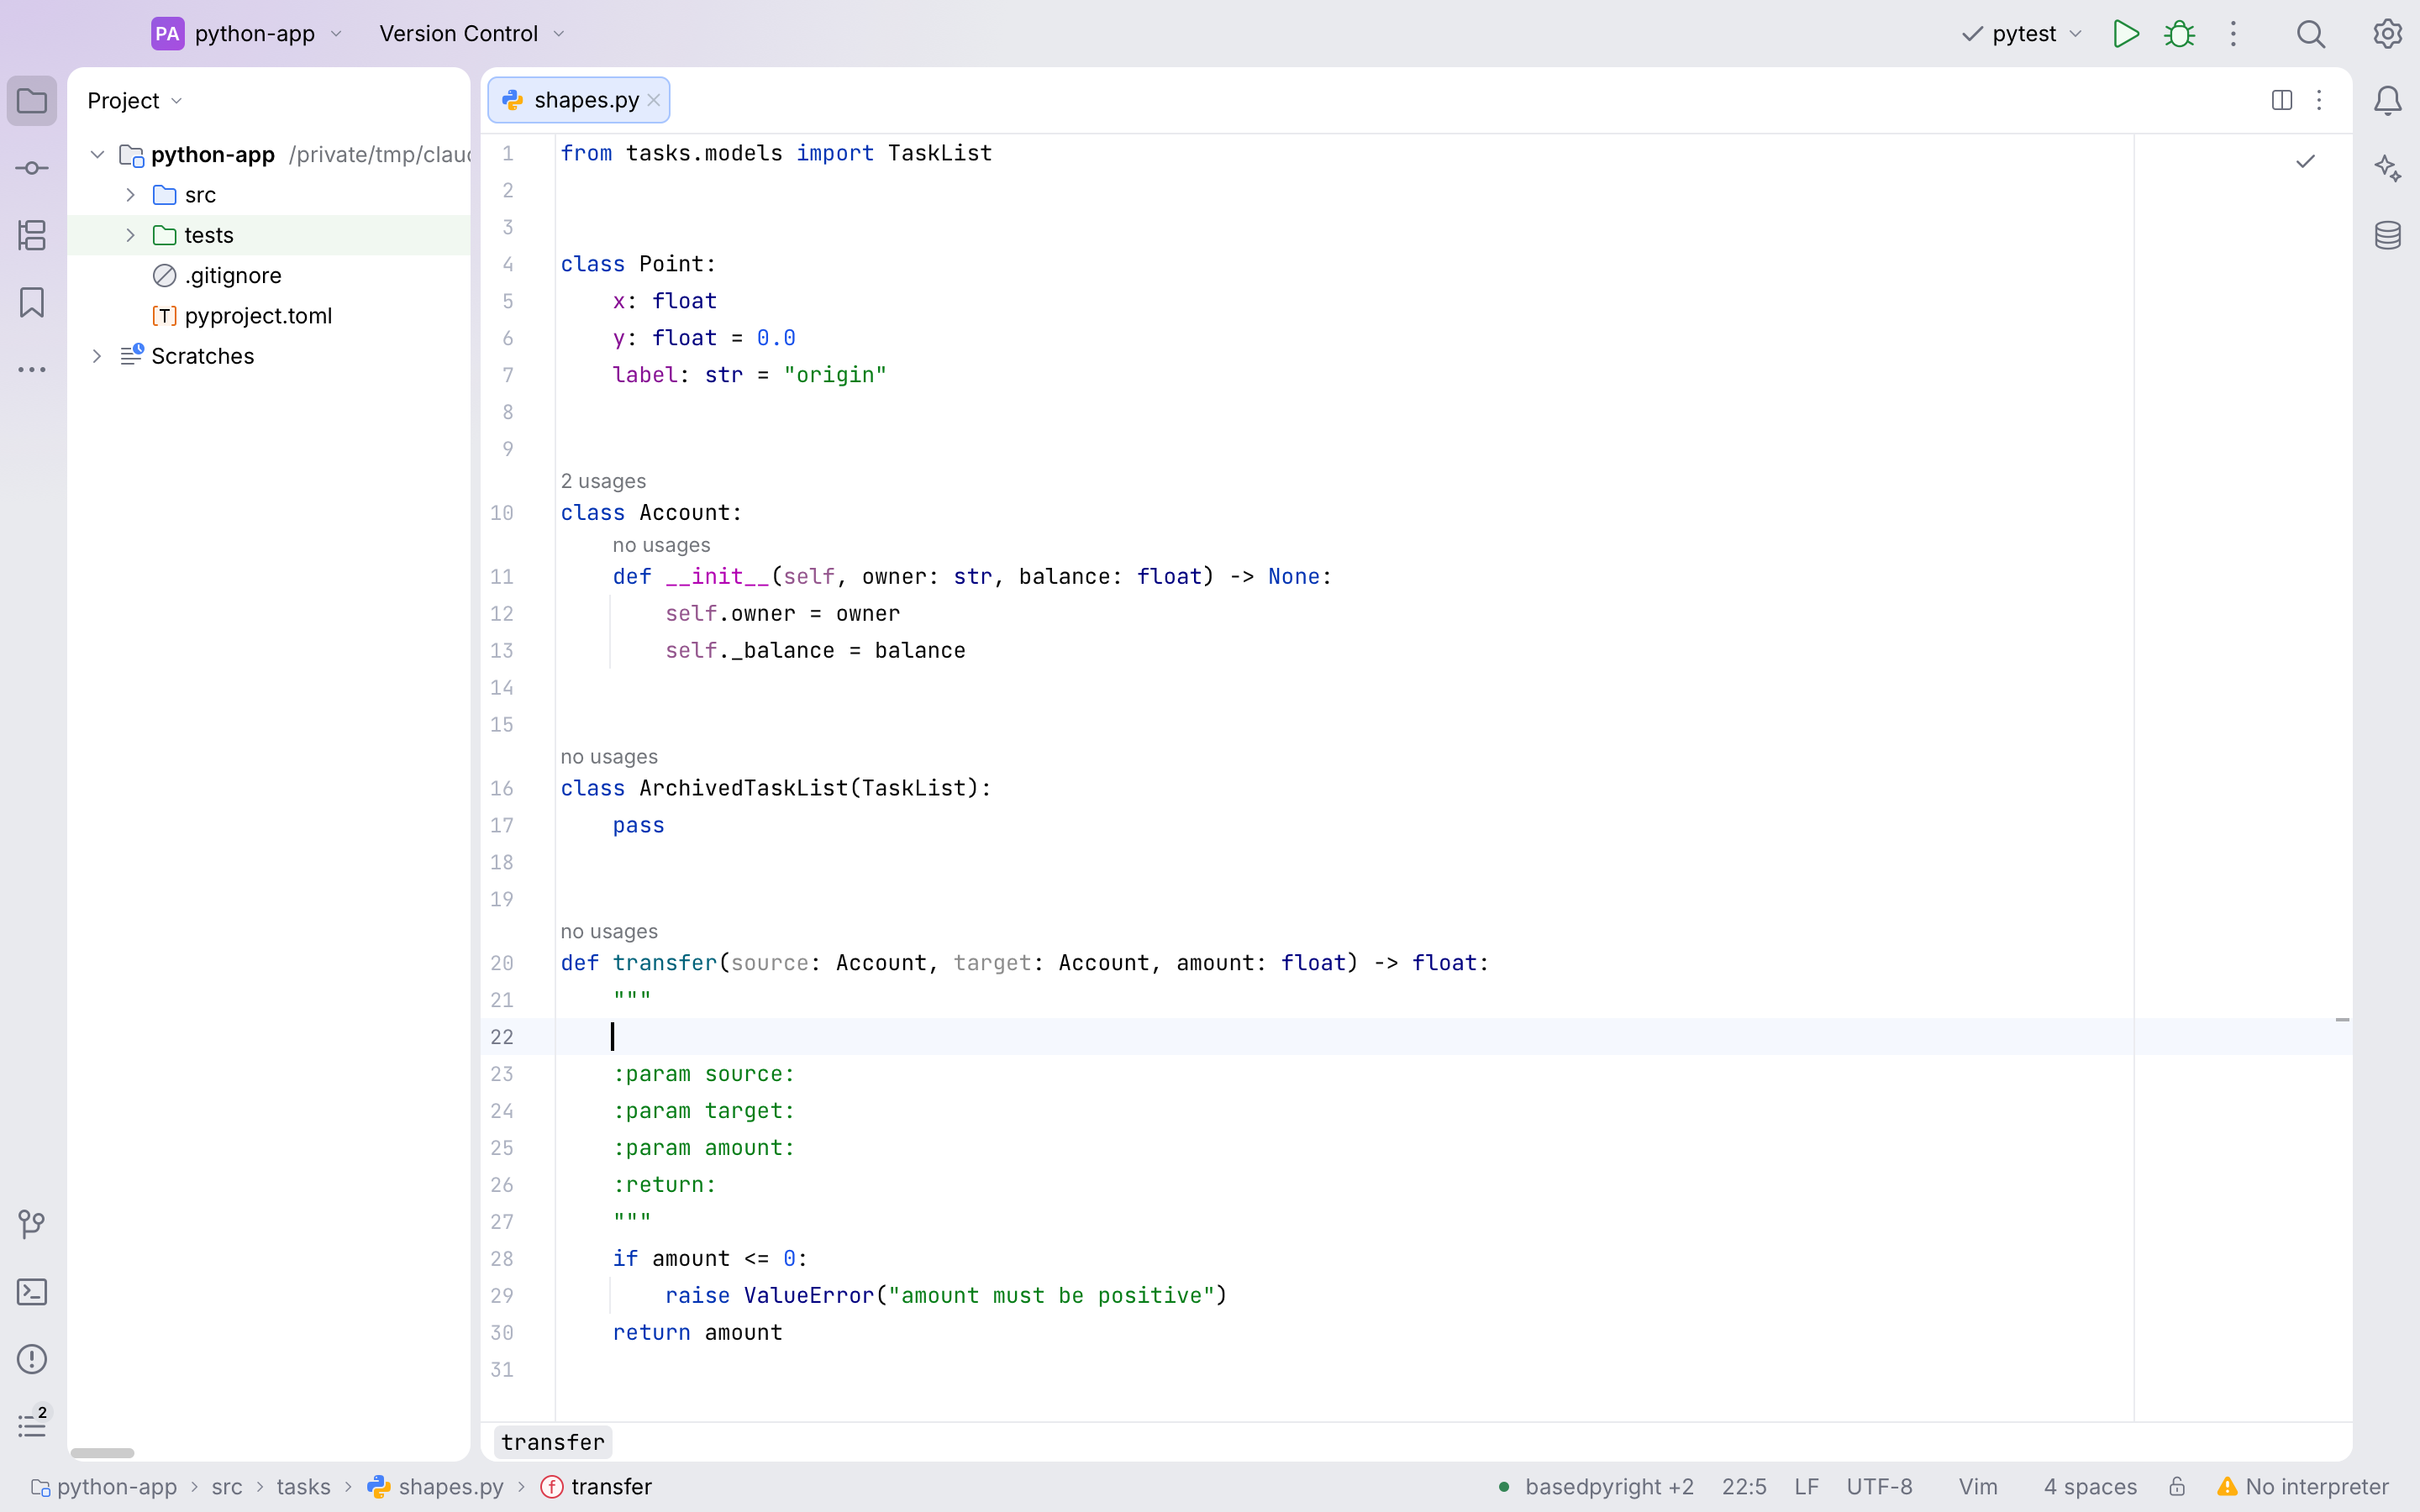 PA python-app Version Control pytest
Project
python-app /private/tmp/clauc
src
tests
.gitignore
[T] pyproject.toml
Scratches
shapes.py
1 from tasks.models import TaskList
2
3
4 class Point:
5     x: float
6     y: float = 0.0
7     label: str = "origin"
8
9
2 usages
10 class Account:
no usages
11     def __init__(self, owner: str, balance: float) -> None:
12         self.owner = owner
13         self._balance = balance
14
15
no usages
16 class ArchivedTaskList(TaskList):
17     pass
18
19
no usages
20 def transfer(source: Account, target: Account, amount: float) -> float:
21     """
22
23     :param source:
24     :param target:
25     :param amount:
26     :return:
27     """
28     if amount <= 0:
29         raise ValueError("amount must be positive")
30     return amount
31
transfer
2
python-app > src > tasks > shapes.py > f transfer
basedpyright +2 22:5 LF UTF-8 Vim 4 spaces No interpreter